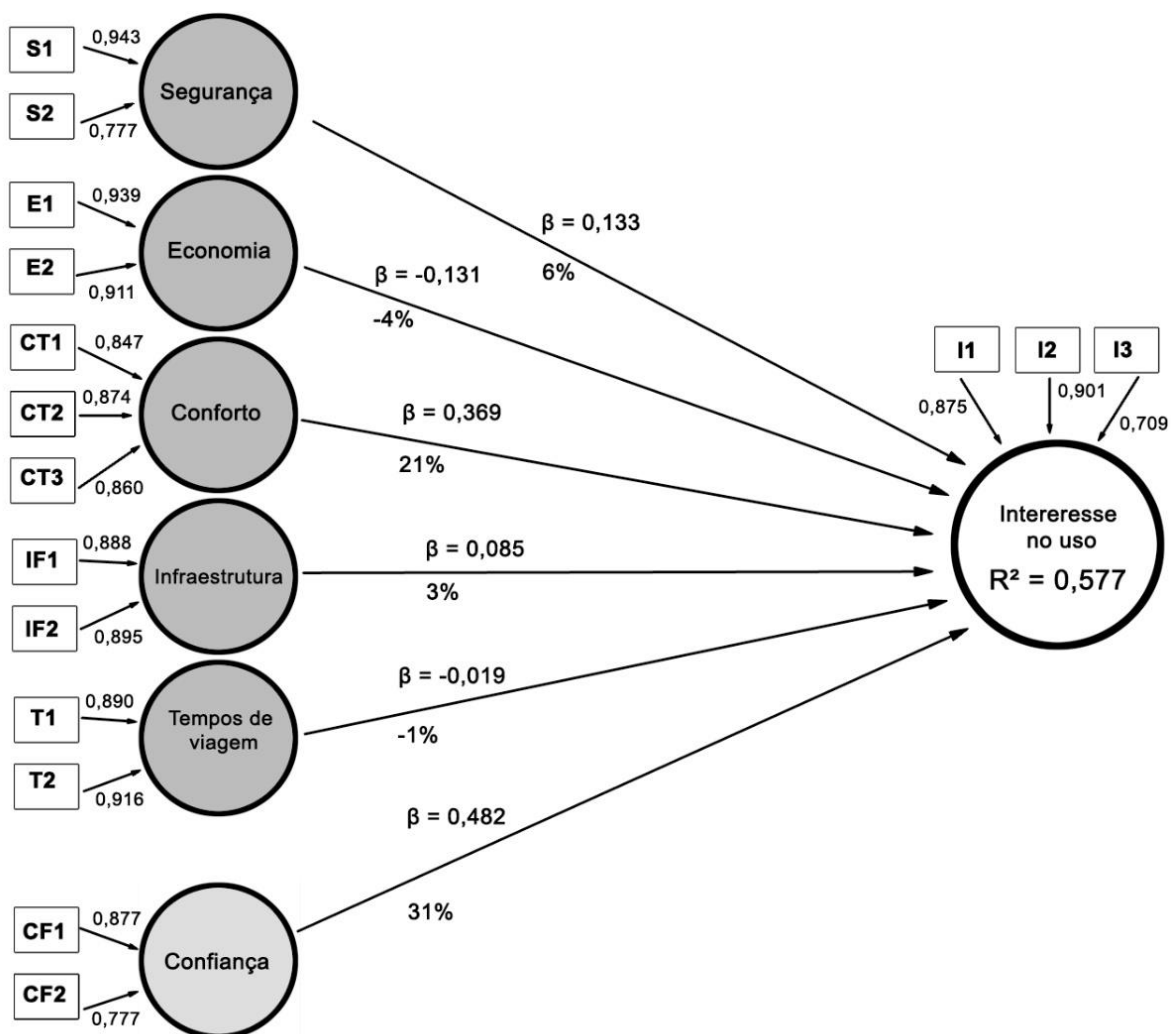 S1
0,943
S2
0,777
Segurança
E1
0,939
E2
0,911
Economia
CT1
0,847
CT2
0,874
CT3
0,860
Conforto
IF1
0,888
IF2
0,895
Infraestrutura
T1
0,890
T2
0,916
Tempos de
viagem
CF1
0,877
CF2
0,777
Confiança
β = 0,133
6%
β = -0,131
-4%
β = 0,369
21%
β = 0,085
3%
β = -0,019
-1%
β = 0,482
31%
I1
I2
I3
0,875
0,901
0,709
Intereresse
no uso
R² = 0,577